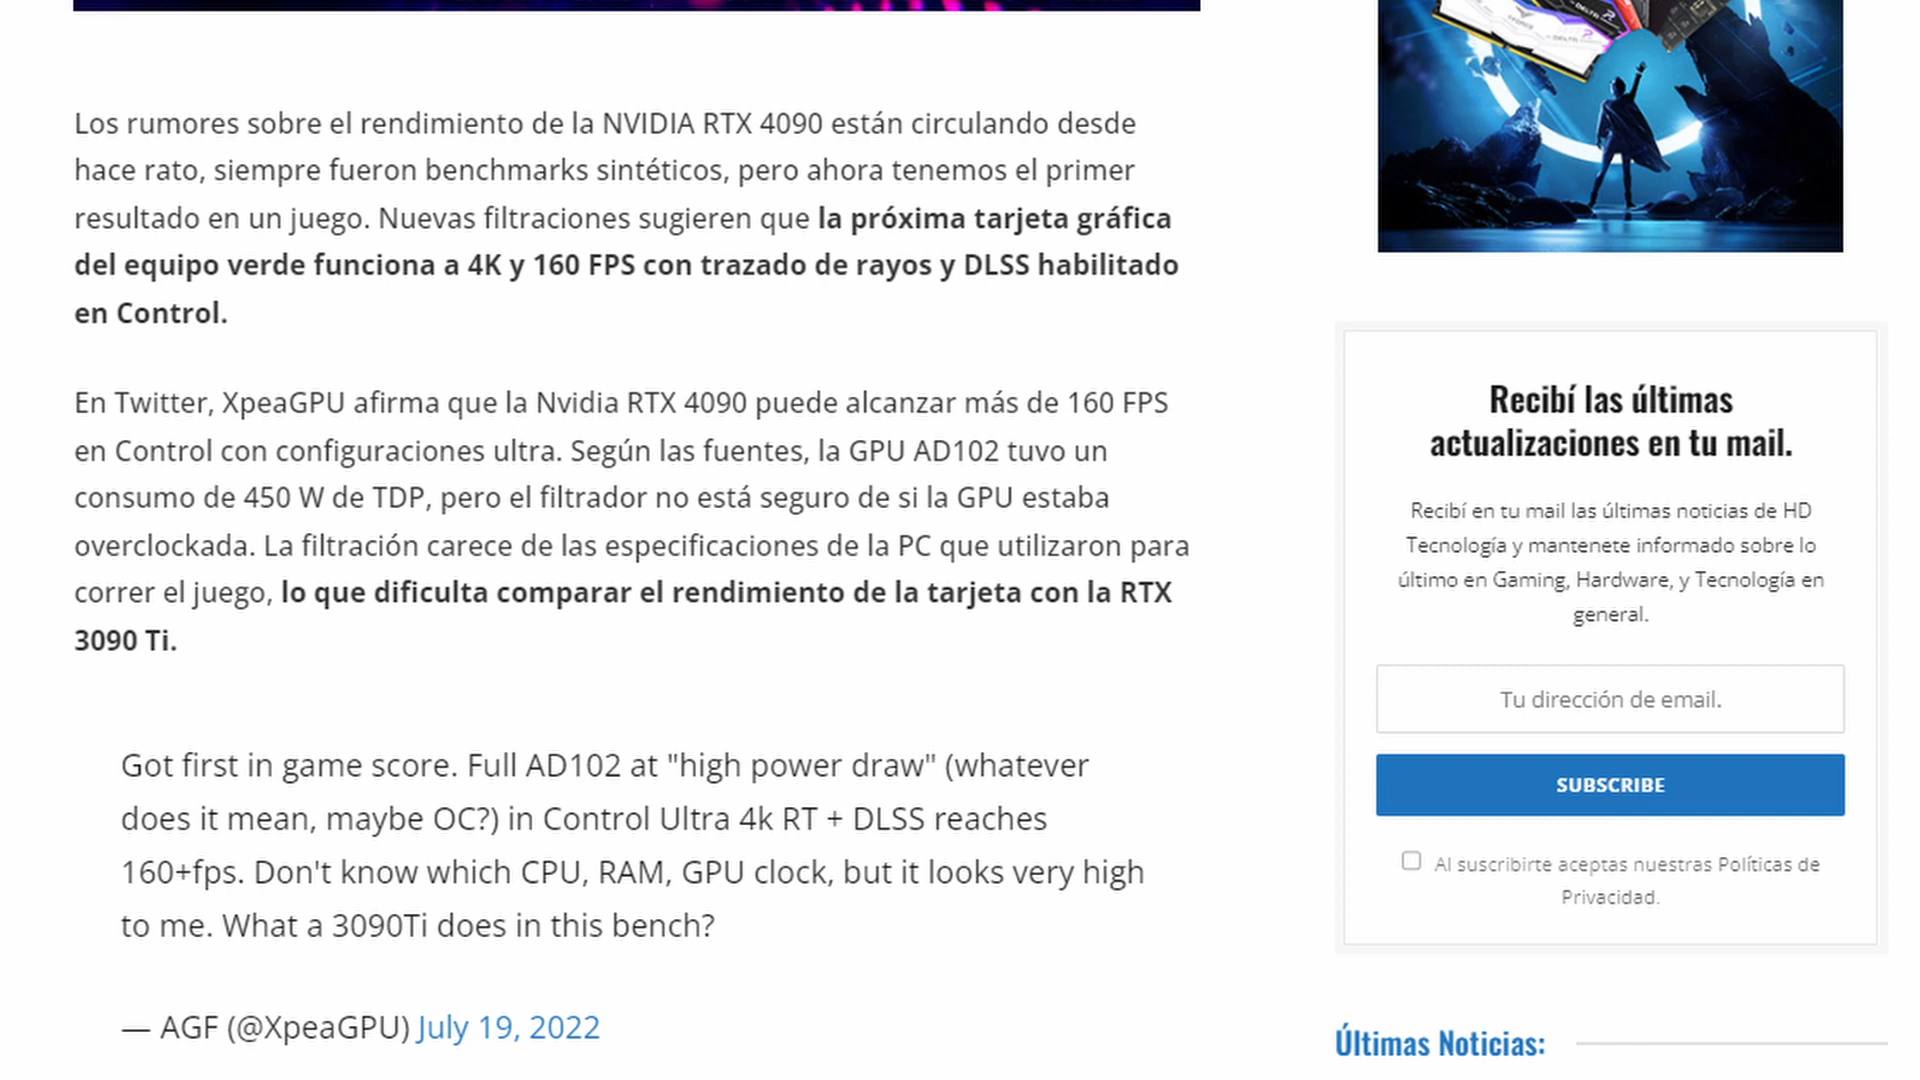 Los rumores sobre el rendimiento de la NVIDIA RTX 4090 están circulando desde
hace rato, siempre fueron benchmarks sintéticos, pero ahora tenemos el primer
resultado en un juego. Nuevas filtraciones sugieren que la próxima tarjeta gráfica
del equipo verde funciona a 4K y 160 FPS con trazado de rayos y DLSS habilitado
en Control.
En Twitter, XpeaGPU afirma que la Nvidia RTX 4090 puede alcanzar más de 160 FPS
en Control con configuraciones ultra. Según las fuentes, la GPU AD102 tuvo un
consumo de 450 W de TDP, pero el filtrador no está seguro de si la GPU estaba
overclockada. La filtración carece de las especificaciones de la PC que utilizaron para
correr el juego, lo que dificulta comparar el rendimiento de la tarjeta con la RTX
3090 Ti.
Got first in game score. Full AD102 at "high power draw" (whatever
does it mean, maybe OC?) in Control Ultra 4k RT + DLSS reaches
160+fps. Don't know which CPU, RAM, GPU clock, but it looks very high
to me. What a 3090Ti does in this bench?
— AGF (@XpeaGPU) July 19, 2022
Recibí las últimas
actualizaciones en tu mail.
Recibí en tu mail las últimas noticias de HD
Tecnología y mantenete informado sobre lo
último en Gaming, Hardware, y Tecnología en
general.
Tu dirección de email.
SUBSCRIBE
Al suscribirte aceptas nuestras Políticas de
Privacidad.
Últimas Noticias: